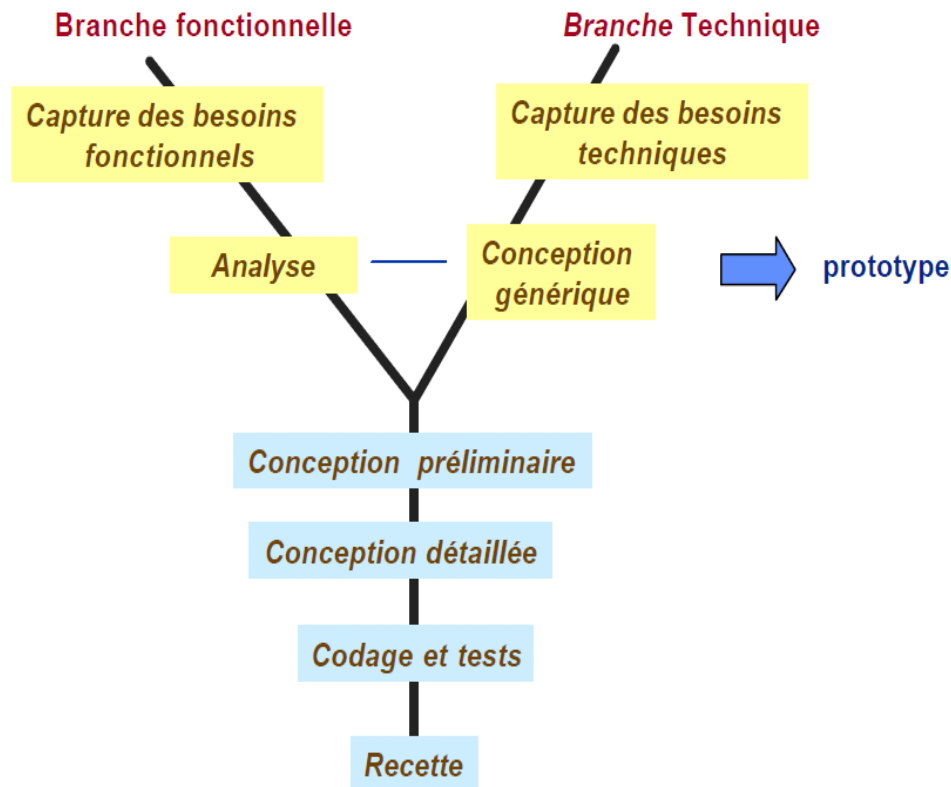 Branche fonctionnelle
Branche Technique
Capture des besoins
fonctionnels
Capture des besoins
techniques
Analyse
Conception
générique
prototype
Conception préliminaire
Conception détaillée
Codage et tests
Recette